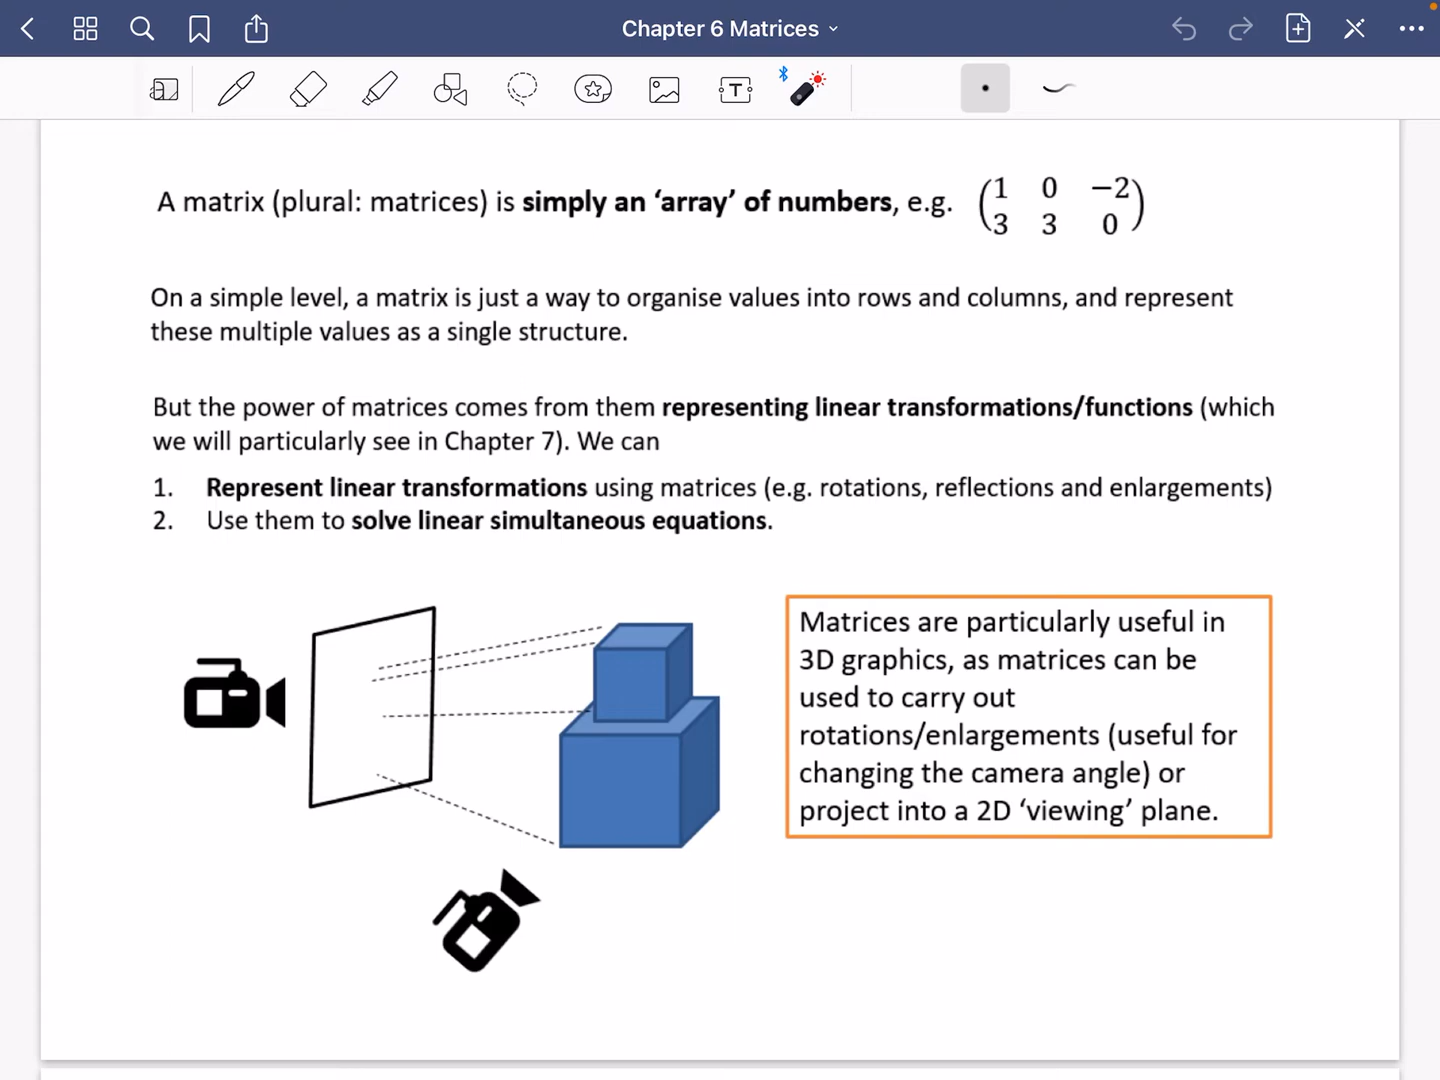 Chapter 6 Matrices
A matrix (plural: matrices) is simply an ‘array’ of numbers, e.g. (1 0 −2
3 3 0)
On a simple level, a matrix is just a way to organise values into rows and columns, and represent
these multiple values as a single structure.
But the power of matrices comes from them representing linear transformations/functions (which
we will particularly see in Chapter 7). We can
1. Represent linear transformations using matrices (e.g. rotations, reflections and enlargements)
2. Use them to solve linear simultaneous equations.
Matrices are particularly useful in
3D graphics, as matrices can be
used to carry out
rotations/enlargements (useful for
changing the camera angle) or
project into a 2D ‘viewing’ plane.